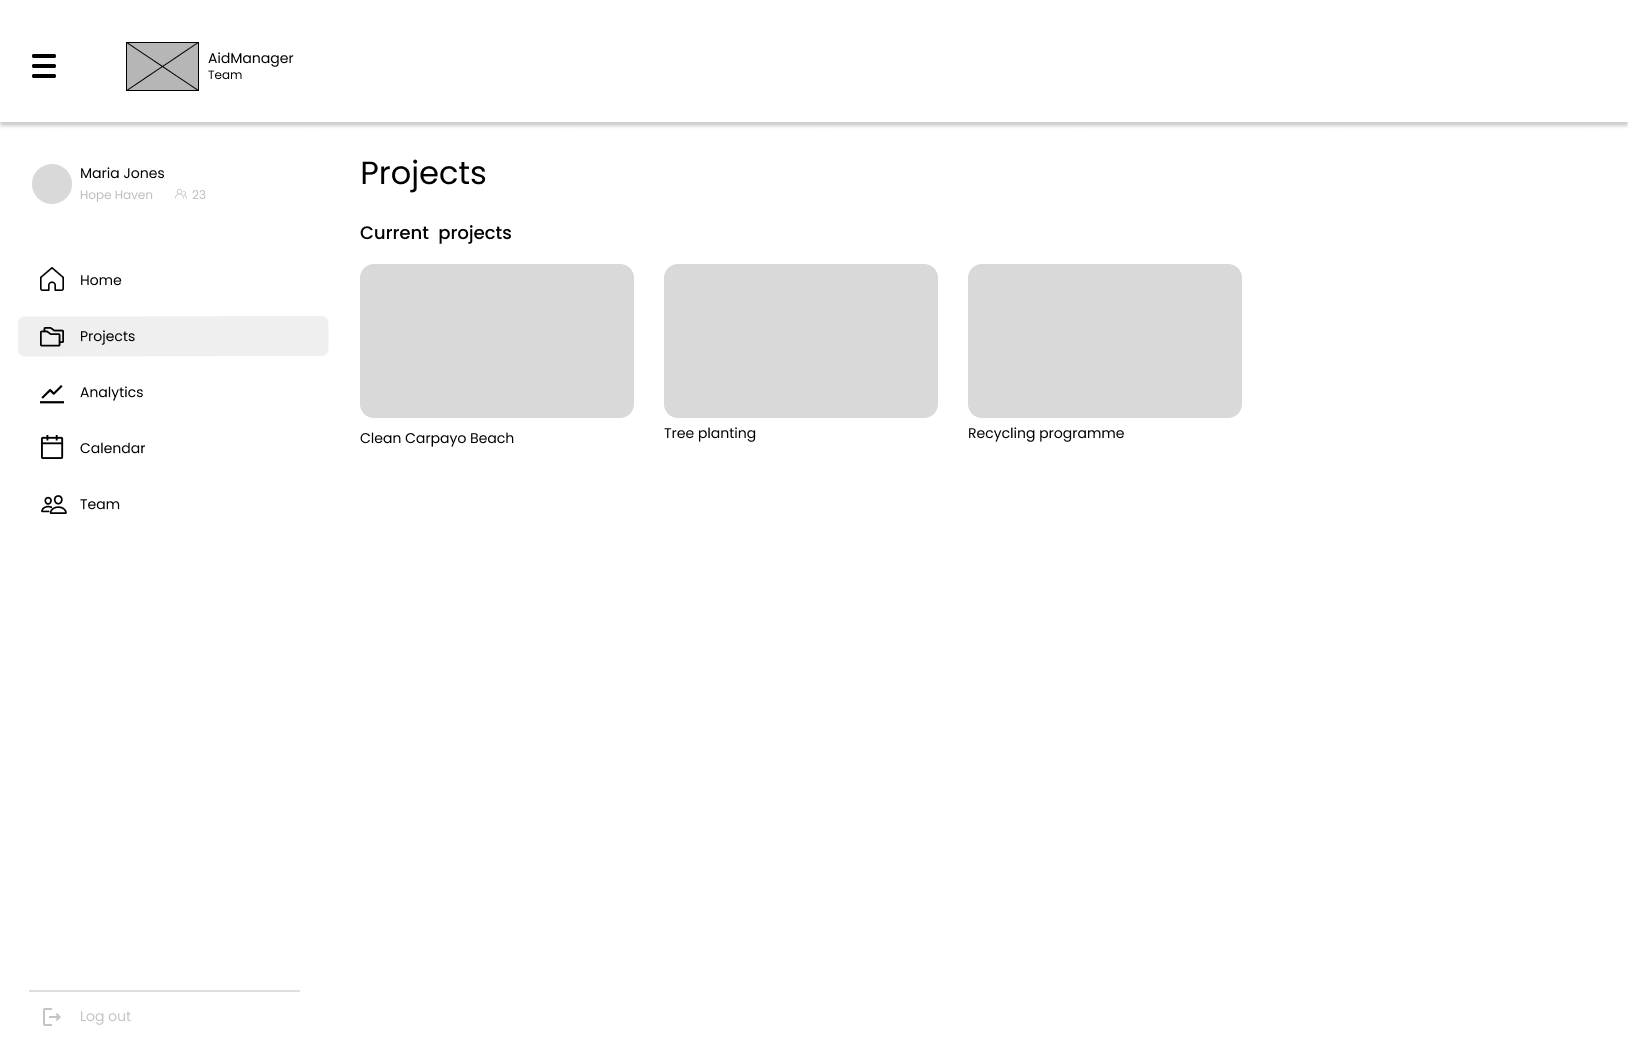 AidManager
Team
Maria Jones
Hope Haven 23
Home
Projects
Analytics
Calendar
Team
Log out
Projects
Current projects
Clean Carpayo Beach
Tree planting
Recycling programme